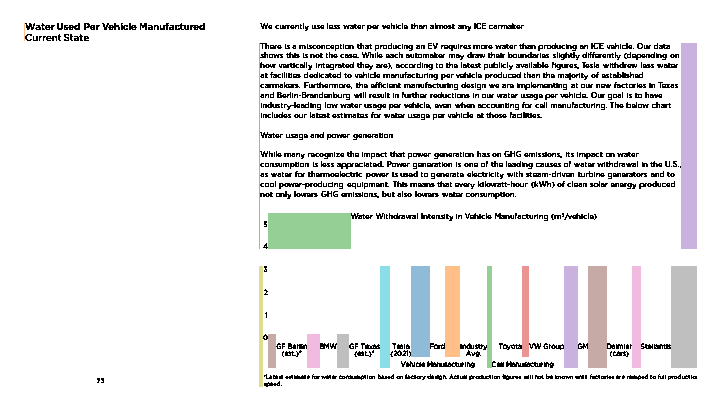 Water Used Per Vehicle Manufactured
Current State
We currently use less water per vehicle than almost any ICE carmaker
There is a misconception that producing an EV requires more water than producing an ICE vehicle. Our data
shows this is not the case. While each automaker may draw their boundaries slightly differently (depending on
how vertically integrated they are), according to the latest publicly available figures, Tesla withdrew less water
at facilities dedicated to vehicle manufacturing per vehicle produced than the majority of established
carmakers. Furthermore, the efficient manufacturing design we are implementing at our new factories in Texas
and Berlin-Brandenburg will result in further reductions in our water usage per vehicle. Our goal is to have
industry-leading low water usage per vehicle, even when accounting for cell manufacturing. The below chart
includes our latest estimates for water usage per vehicle at those facilities.
Water usage and power generation
While many recognize the impact that power generation has on GHG emissions, its impact on water
consumption is less appreciated. Power generation is one of the leading causes of water withdrawal in the U.S.,
as water for thermoelectric power is used to generate electricity with steam-driven turbine generators and to
cool power-producing equipment. This means that every kilowatt-hour (kWh) of clean solar energy produced
not only lowers GHG emissions, but also lowers water consumption.
Water Withdrawal Intensity in Vehicle Manufacturing (m³/vehicle)
5
4
3
2
1
0
GF Berlin (est.)* BMW GF Texas (est.)* Tesla (2021) Ford Industry Avg. Toyota VW Group GM Daimler (cars) Stellantis
Vehicle Manufacturing Cell Manufacturing
*Latest estimate for water consumption based on factory design. Actual production figures will not be known until factories are ramped to full production
speed.
73